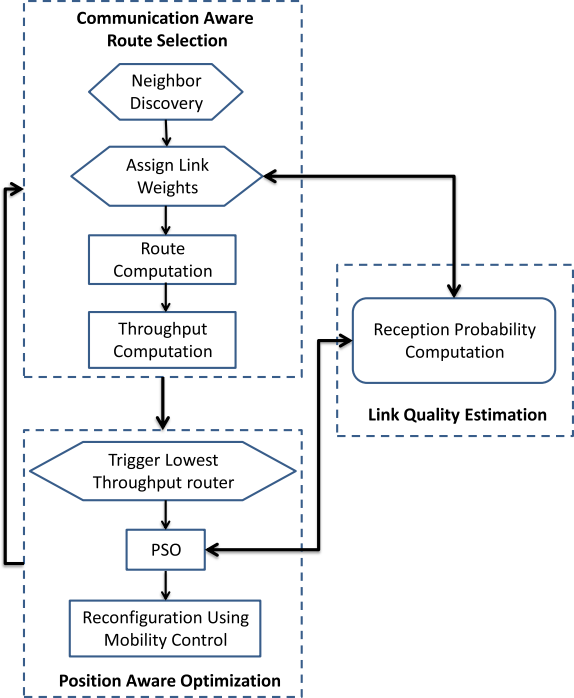 Communication Aware
Route Selection
Neighbor
Discovery
Assign Link
Weights
Route
Computation
Throughput
Computation
Reception Probability
Computation
Link Quality Estimation
Trigger Lowest
Throughput router
PSO
Reconfiguration Using
Mobility Control
Position Aware Optimization